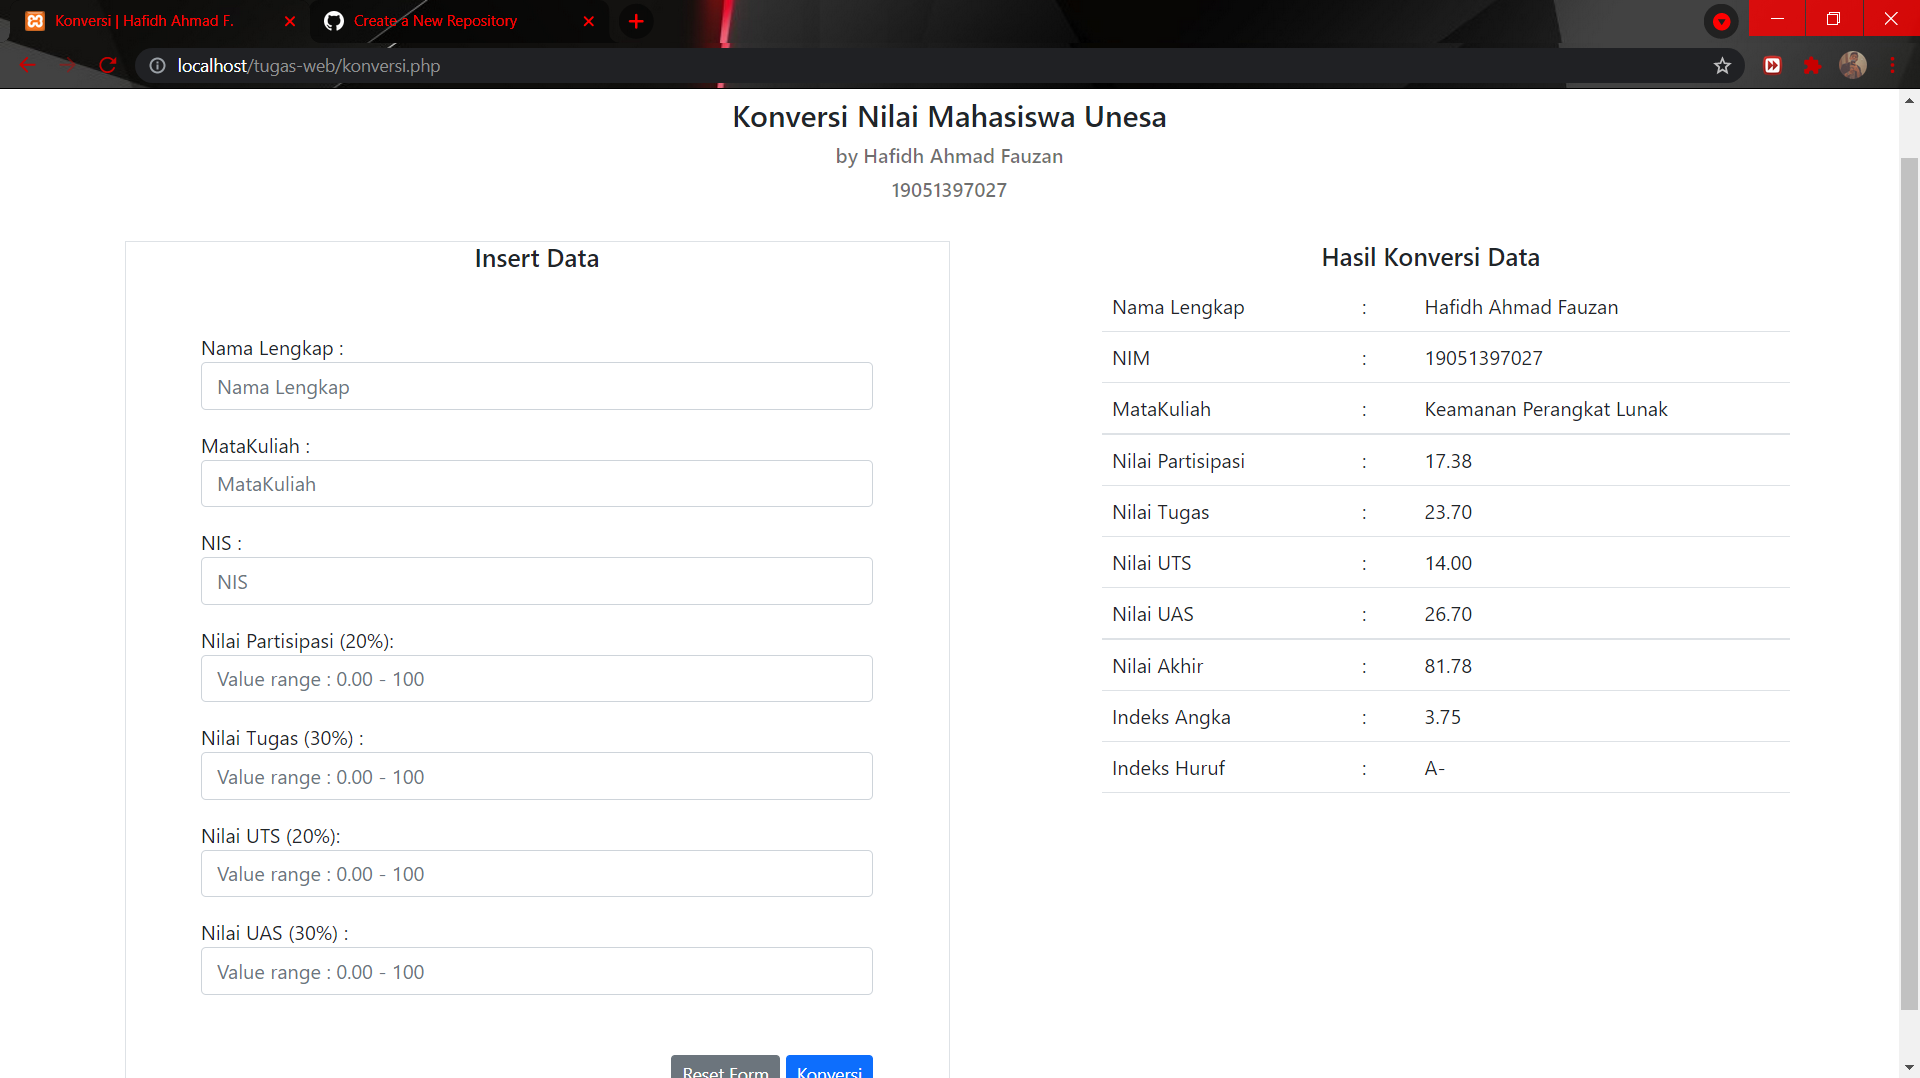 Konversi | Hafidh Ahmad F.
Create a New Repository
localhost/tugas-web/konversi.php
Konversi Nilai Mahasiswa Unesa
by Hafidh Ahmad Fauzan
19051397027
Insert Data
Nama Lengkap :
Nama Lengkap
MataKuliah :
MataKuliah
NIS :
NIS
Nilai Partisipasi (20%):
Value range : 0.00 - 100
Nilai Tugas (30%) :
Value range : 0.00 - 100
Nilai UTS (20%):
Value range : 0.00 - 100
Nilai UAS (30%) :
Value range : 0.00 - 100
Reset Form
Konversi
Hasil Konversi Data
Nama Lengkap : Hafidh Ahmad Fauzan
NIM : 19051397027
MataKuliah : Keamanan Perangkat Lunak
Nilai Partisipasi : 17.38
Nilai Tugas : 23.70
Nilai UTS : 14.00
Nilai UAS : 26.70
Nilai Akhir : 81.78
Indeks Angka : 3.75
Indeks Huruf : A-